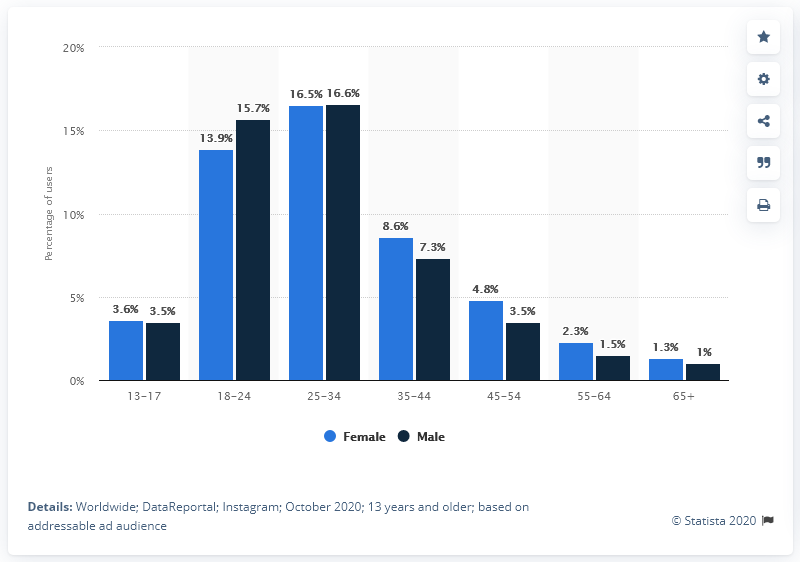 20%
15%
10%
5%
0%
Percentage of users
3.6% 3.5%
13.9% 15.7%
16.5% 16.6%
8.6% 7.3%
4.8% 3.5%
2.3% 1.5%
1.3% 1%
13–17 18–24 25–34 35–44 45–54 55–64 65+
Female Male
Details: Worldwide; DataReportal; Instagram; October 2020; 13 years and older; based on
addressable ad audience
© Statista 2020